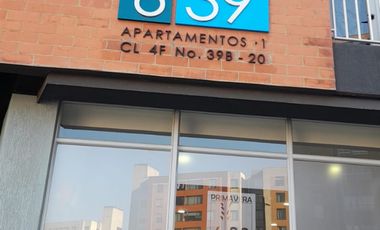 6 39
APARTAMENTOS · 1
CL 4F No. 39B - 20
PRIMAVERA